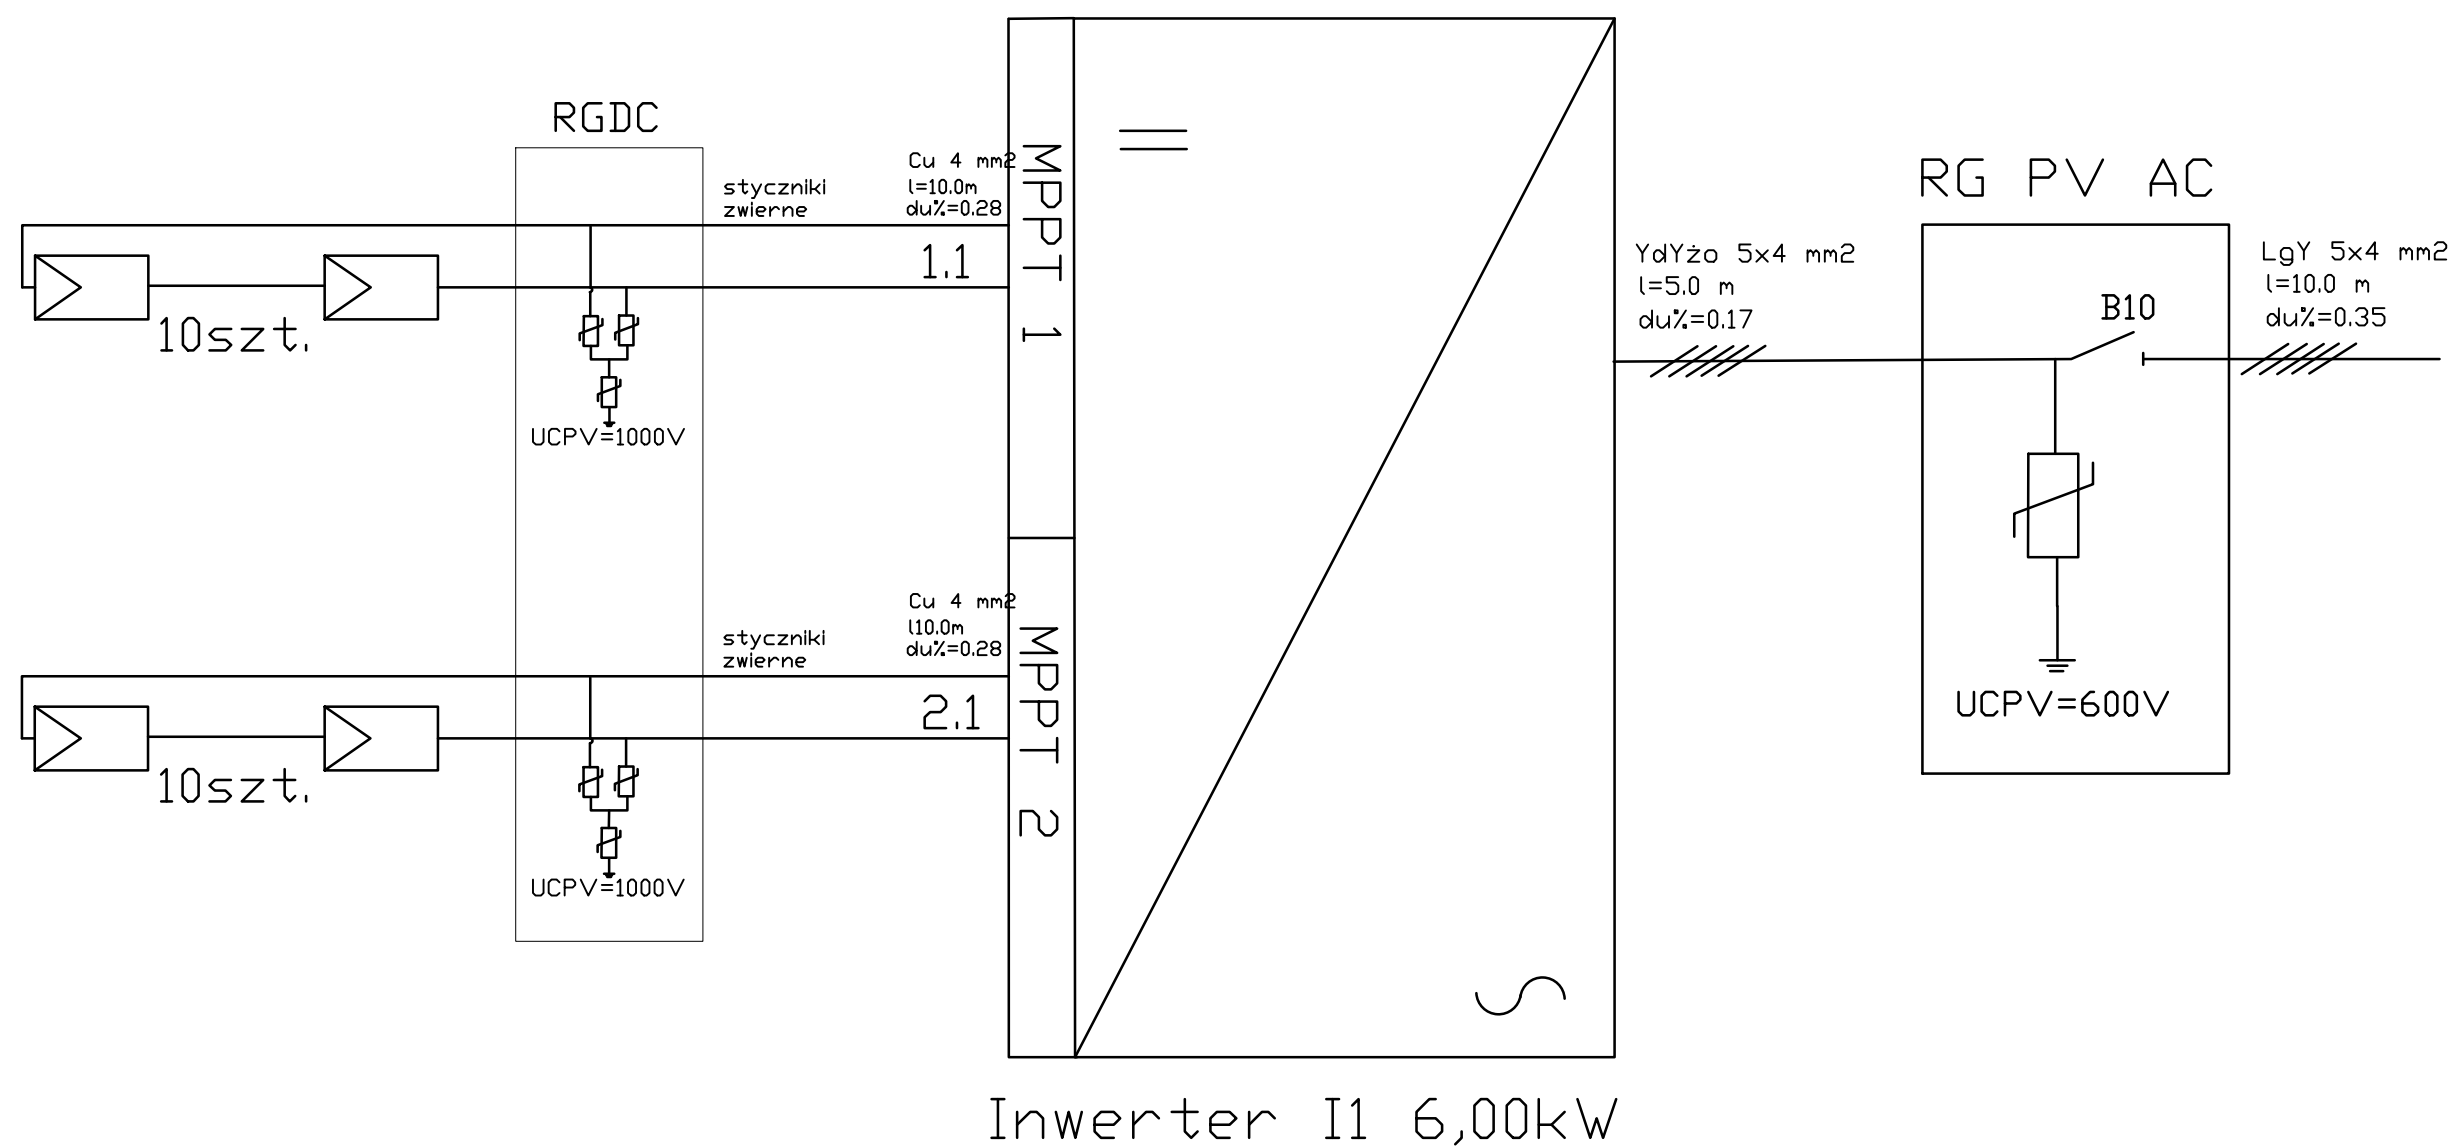 RGDC
styczniki
zwierne
Cu 4 mm2
l=10.0m
du%=0.28
1.1
10szt.
UCPV=1000V
MPPT 1
styczniki
zwierne
Cu 4 mm2
l10.0m
du%=0.28
2.1
10szt.
UCPV=1000V
MPPT 2
Inwerter I1 6,00kW
YdYżo 5x4 mm2
l=5.0 m
du%=0.17
RG PV AC
B10
UCPV=600V
LgY 5x4 mm2
l=10.0 m
du%=0.35